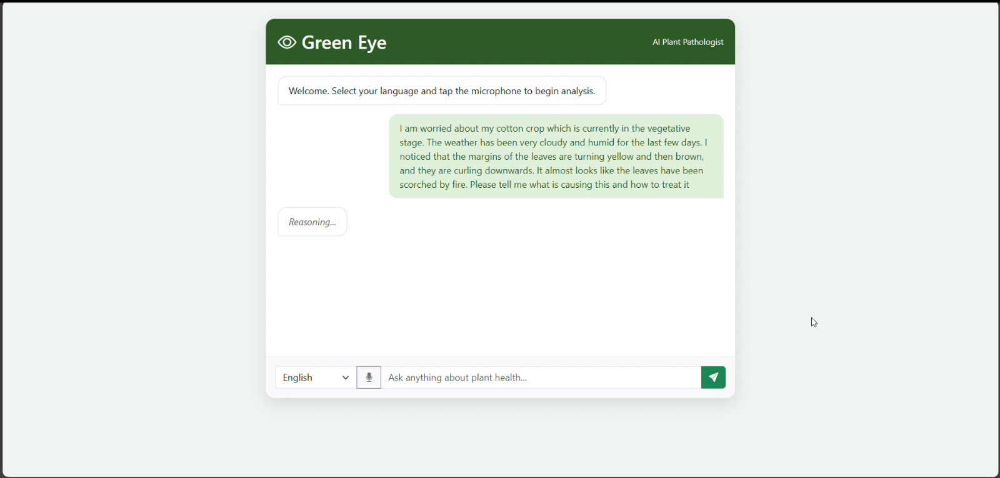 Green Eye
AI Plant Pathologist
Welcome. Select your language and tap the microphone to begin analysis.
I am worried about my cotton crop which is currently in the vegetative
stage. The weather has been very cloudy and humid for the last few days. I
noticed that the margins of the leaves are turning yellow and then brown,
and they are curling downwards. It almost looks like the leaves have been
scorched by fire. Please tell me what is causing this and how to treat it
Reasoning...
English
Ask anything about plant health...